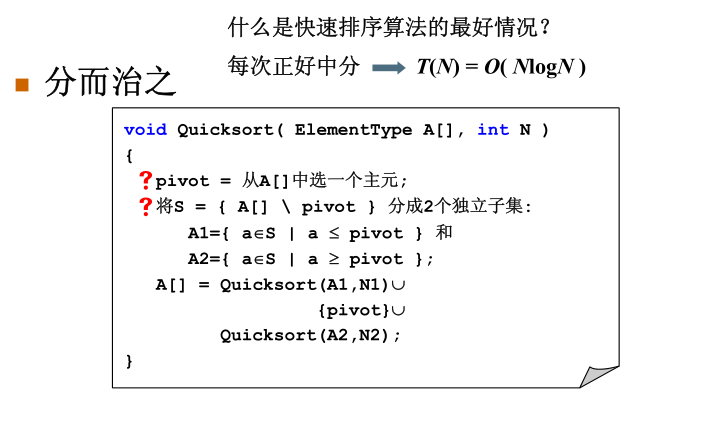 什么是快速排序算法的最好情况？
每次正好中分 T(N) = O( NlogN )
分而治之
void Quicksort( ElementType A[], int N )
{
? pivot = 从A[]中选一个主元;
? 将S = { A[] \ pivot } 分成2个独立子集:
A1={ a∈S | a ≤ pivot } 和
A2={ a∈S | a ≥ pivot };
A[] = Quicksort(A1,N1)∪
{pivot}∪
Quicksort(A2,N2);
}